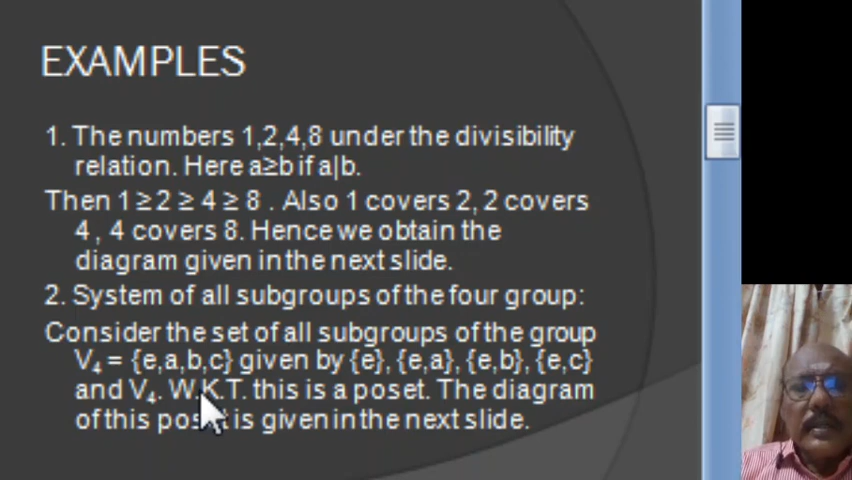 EXAMPLES
1. The numbers 1,2,4,8 under the divisibility
relation. Here a≥b if a|b.
Then 1 ≥ 2 ≥ 4 ≥ 8 . Also 1 covers 2, 2 covers
4 , 4 covers 8. Hence we obtain the
diagram given in the next slide.
2. System of all subgroups of the four group:
Consider the set of all subgroups of the group
V₄ = {e,a,b,c} given by {e}, {e,a}, {e,b}, {e,c}
and V₄. W.K.T. this is a poset. The diagram
of this poset is given in the next slide.